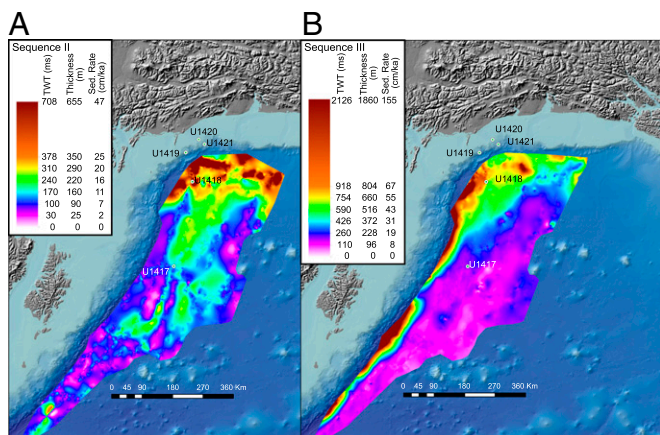 A
Sequence II
TWT (ms) Thickness (m) Sed. Rate (cm/ka)
708 655 47
378 350 25
310 290 20
240 220 16
170 160 11
100 90 7
30 25 2
0 0 0
U1420
U1421
U1419
U1418
U1417
0 45 90 180 270 360 Km
B
Sequence III
TWT (ms) Thickness (m) Sed. Rate (cm/ka)
2126 1860 155
918 804 67
754 660 55
590 516 43
426 372 31
260 228 19
110 96 8
0 0 0
U1420
U1421
U1419
U1418
U1417
0 45 90 180 270 360 Km